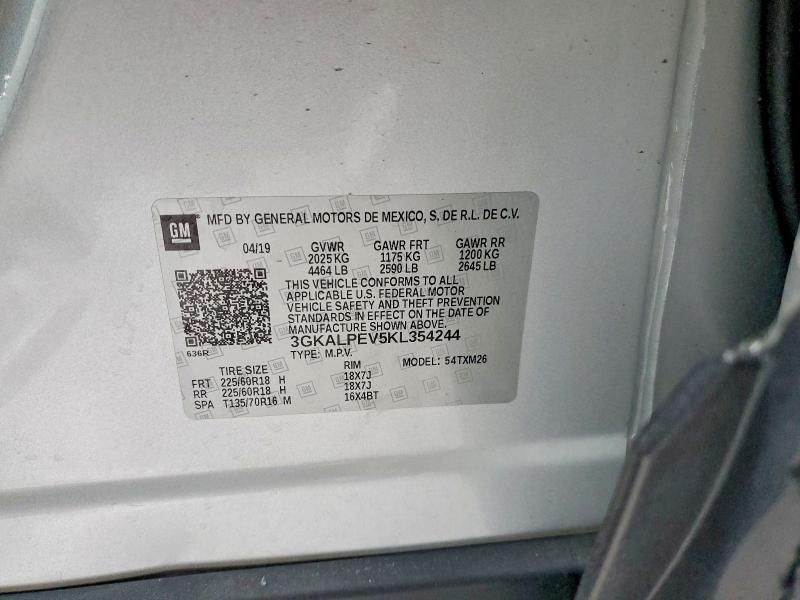 GM MFD BY GENERAL MOTORS DE MEXICO, S. DE R.L. DE C.V.
04/19 GVWR GAWR FRT GAWR RR
2025 KG 1175 KG 1200 KG
4464 LB 2590 LB 2645 LB
THIS VEHICLE CONFORMS TO ALL
APPLICABLE U.S. FEDERAL MOTOR
VEHICLE SAFETY AND THEFT PREVENTION
STANDARDS IN EFFECT ON THE DATE OF
MANUFACTURE SHOWN ABOVE.
636R
3GKALPEV5KL354244
TYPE: M.P.V. MODEL: 54TXM26
TIRE SIZE RIM
FRT 225/60R18 H 18X7J
RR 225/60R18 H 18X7J
SPA T135/70R16 M 16X4BT